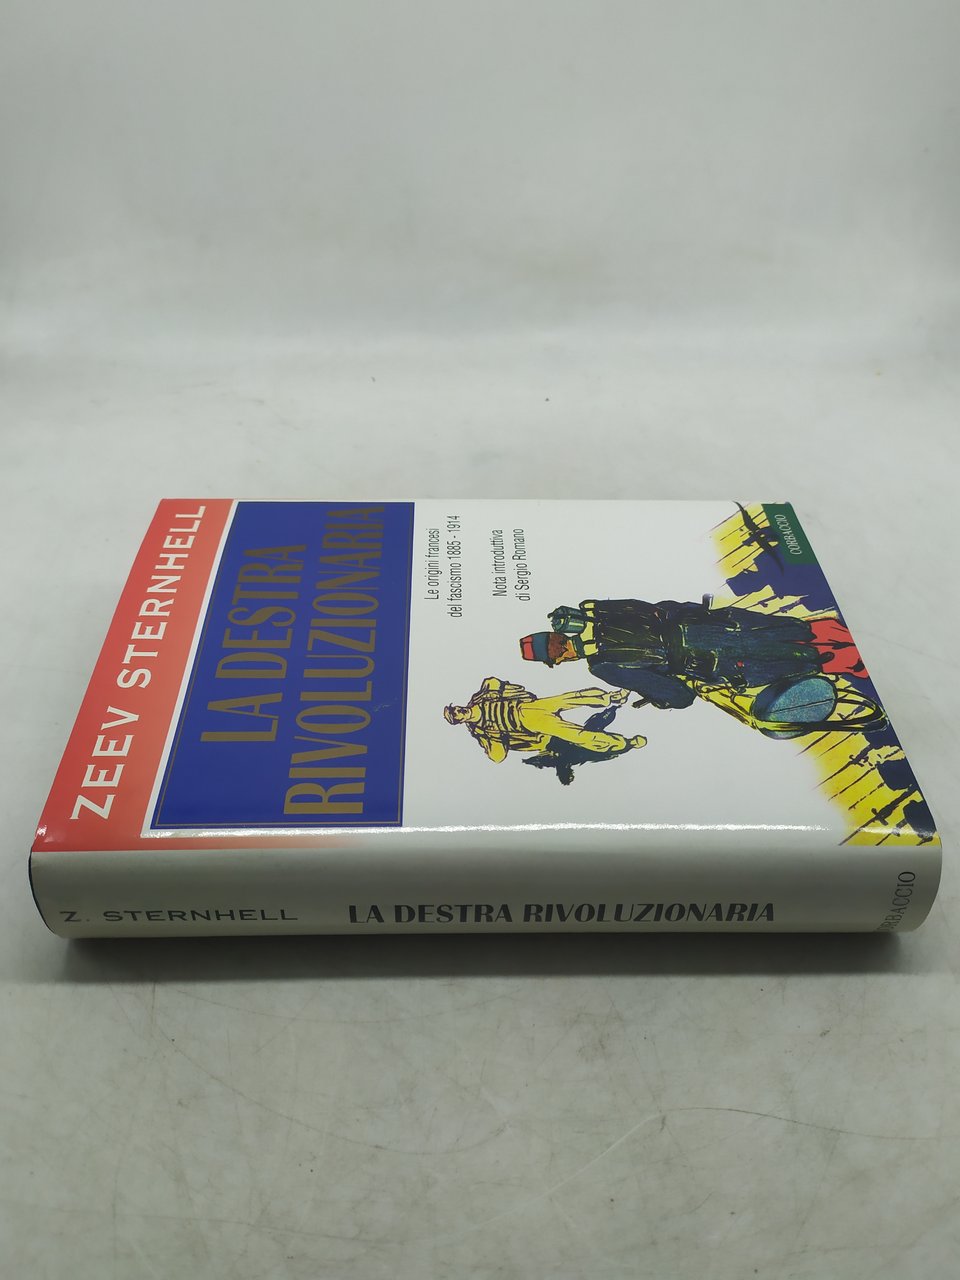 ZEEV STERNHELL
LA DESTRA
RIVOLUZIONARIA
Le origini francesi
del fascismo 1885 - 1914
Nota introduttiva
di Sergio Romano
CORBACCIO
Z. STERNHELL LA DESTRA RIVOLUZIONARIA CORBACCIO